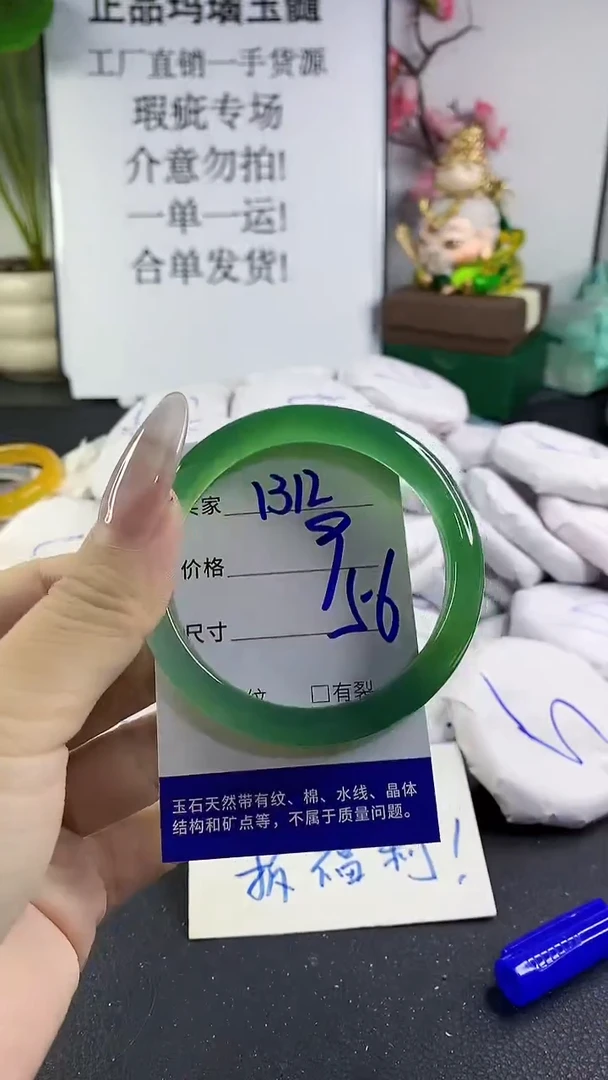 正品玛瑙玉髓
工厂直销一手货源
瑕疵专场
介意勿拍!
一单一运!
合单发货!
家 1312
价格 9
尺寸 56
纹 □有裂
玉石天然带有纹、棉、水线、晶体
结构和矿点等，不属于质量问题。
拆福利!